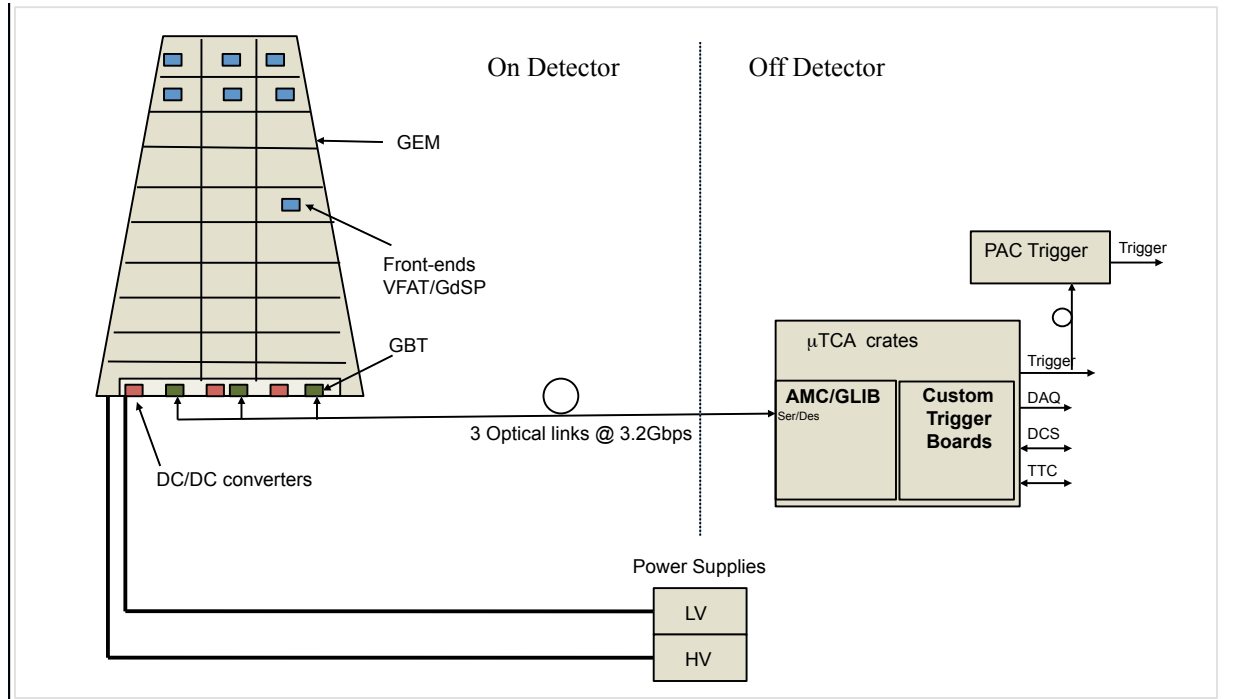 On Detector
Off Detector
GEM
Front-ends
VFAT/GdSP
GBT
3 Optical links @ 3.2Gbps
DC/DC converters
PAC Trigger
Trigger
µTCA crates
Trigger
AMC/GLIB
Ser/Des
Custom
Trigger
Boards
DAQ
DCS
TTC
Power Supplies
LV
HV